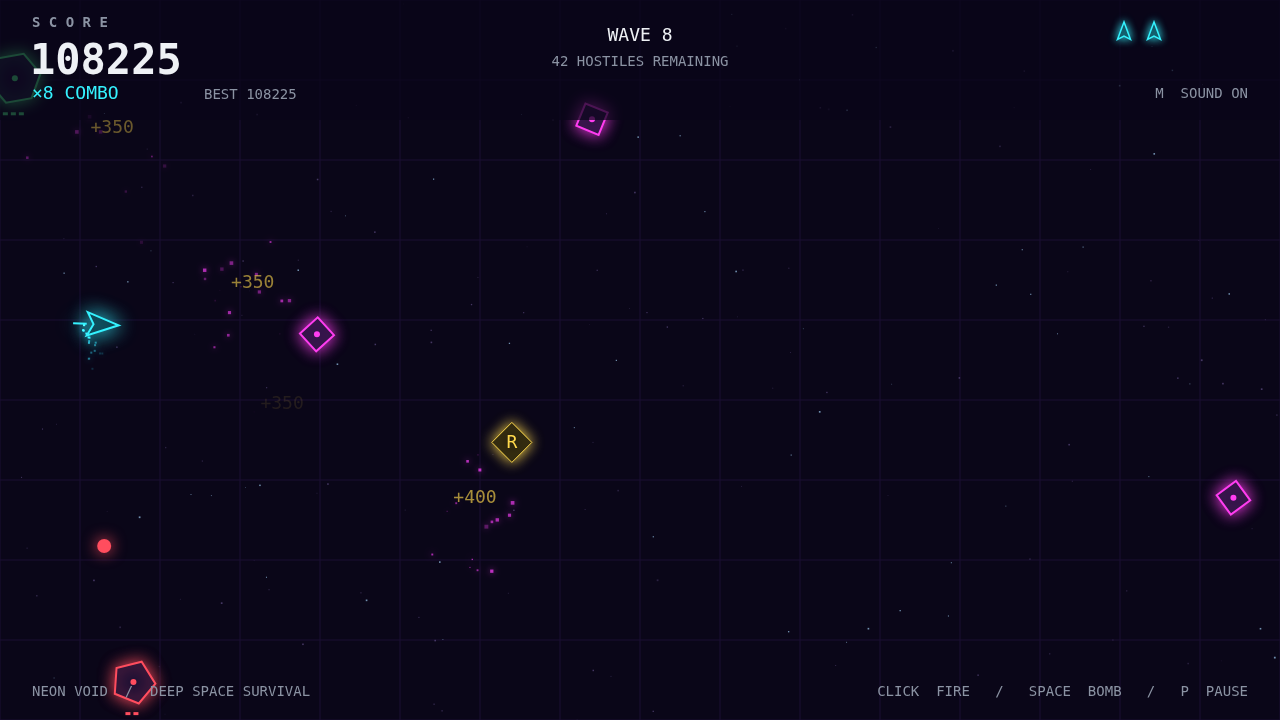 SCORE
108225
×8 COMBO
BEST 108225
WAVE 8
42 HOSTILES REMAINING
M SOUND ON
+350
+350
+350
R
+400
NEON VOID / DEEP SPACE SURVIVAL
CLICK FIRE / SPACE BOMB / P PAUSE